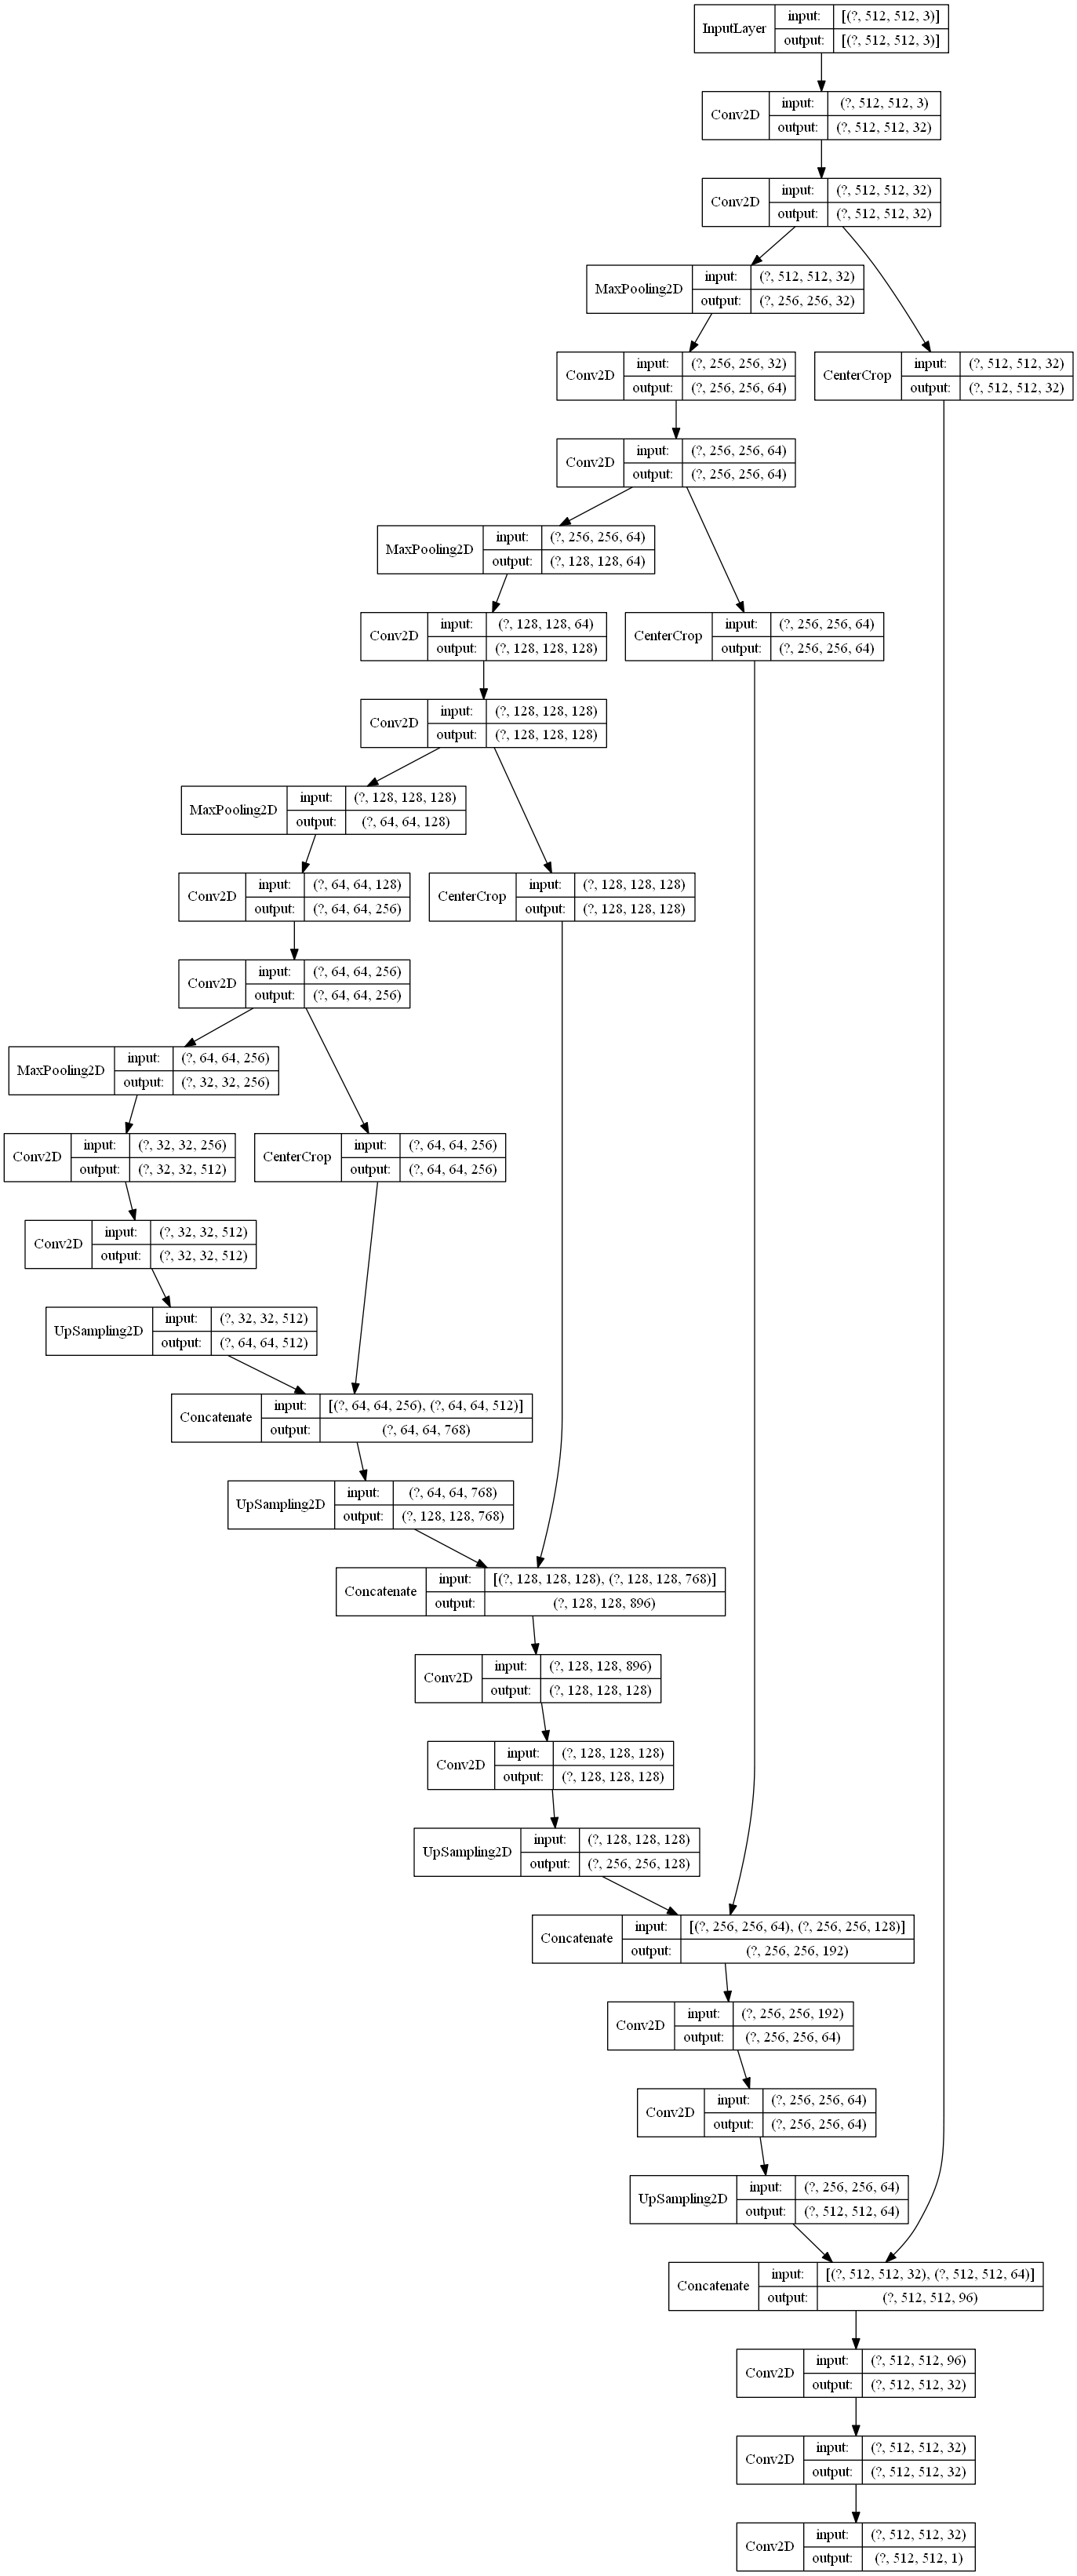 InputLayer input: [(?, 512, 512, 3)]
output: [(?, 512, 512, 3)]
Conv2D input: (?, 512, 512, 3)
output: (?, 512, 512, 32)
Conv2D input: (?, 512, 512, 32)
output: (?, 512, 512, 32)
MaxPooling2D input: (?, 512, 512, 32)
output: (?, 256, 256, 32)
Conv2D input: (?, 256, 256, 32)
output: (?, 256, 256, 64)
CenterCrop input: (?, 512, 512, 32)
output: (?, 512, 512, 32)
Conv2D input: (?, 256, 256, 64)
output: (?, 256, 256, 64)
MaxPooling2D input: (?, 256, 256, 64)
output: (?, 128, 128, 64)
Conv2D input: (?, 128, 128, 64)
output: (?, 128, 128, 128)
CenterCrop input: (?, 256, 256, 64)
output: (?, 256, 256, 64)
Conv2D input: (?, 128, 128, 128)
output: (?, 128, 128, 128)
MaxPooling2D input: (?, 128, 128, 128)
output: (?, 64, 64, 128)
Conv2D input: (?, 64, 64, 128)
output: (?, 64, 64, 256)
CenterCrop input: (?, 128, 128, 128)
output: (?, 128, 128, 128)
Conv2D input: (?, 64, 64, 256)
output: (?, 64, 64, 256)
MaxPooling2D input: (?, 64, 64, 256)
output: (?, 32, 32, 256)
Conv2D input: (?, 32, 32, 256)
output: (?, 32, 32, 512)
CenterCrop input: (?, 64, 64, 256)
output: (?, 64, 64, 256)
Conv2D input: (?, 32, 32, 512)
output: (?, 32, 32, 512)
UpSampling2D input: (?, 32, 32, 512)
output: (?, 64, 64, 512)
Concatenate input: [(?, 64, 64, 256), (?, 64, 64, 512)]
output: (?, 64, 64, 768)
UpSampling2D input: (?, 64, 64, 768)
output: (?, 128, 128, 768)
Concatenate input: [(?, 128, 128, 128), (?, 128, 128, 768)]
output: (?, 128, 128, 896)
Conv2D input: (?, 128, 128, 896)
output: (?, 128, 128, 128)
Conv2D input: (?, 128, 128, 128)
output: (?, 128, 128, 128)
UpSampling2D input: (?, 128, 128, 128)
output: (?, 256, 256, 128)
Concatenate input: [(?, 256, 256, 64), (?, 256, 256, 128)]
output: (?, 256, 256, 192)
Conv2D input: (?, 256, 256, 192)
output: (?, 256, 256, 64)
Conv2D input: (?, 256, 256, 64)
output: (?, 256, 256, 64)
UpSampling2D input: (?, 256, 256, 64)
output: (?, 512, 512, 64)
Concatenate input: [(?, 512, 512, 32), (?, 512, 512, 64)]
output: (?, 512, 512, 96)
Conv2D input: (?, 512, 512, 96)
output: (?, 512, 512, 32)
Conv2D input: (?, 512, 512, 32)
output: (?, 512, 512, 32)
Conv2D input: (?, 512, 512, 32)
output: (?, 512, 512, 1)